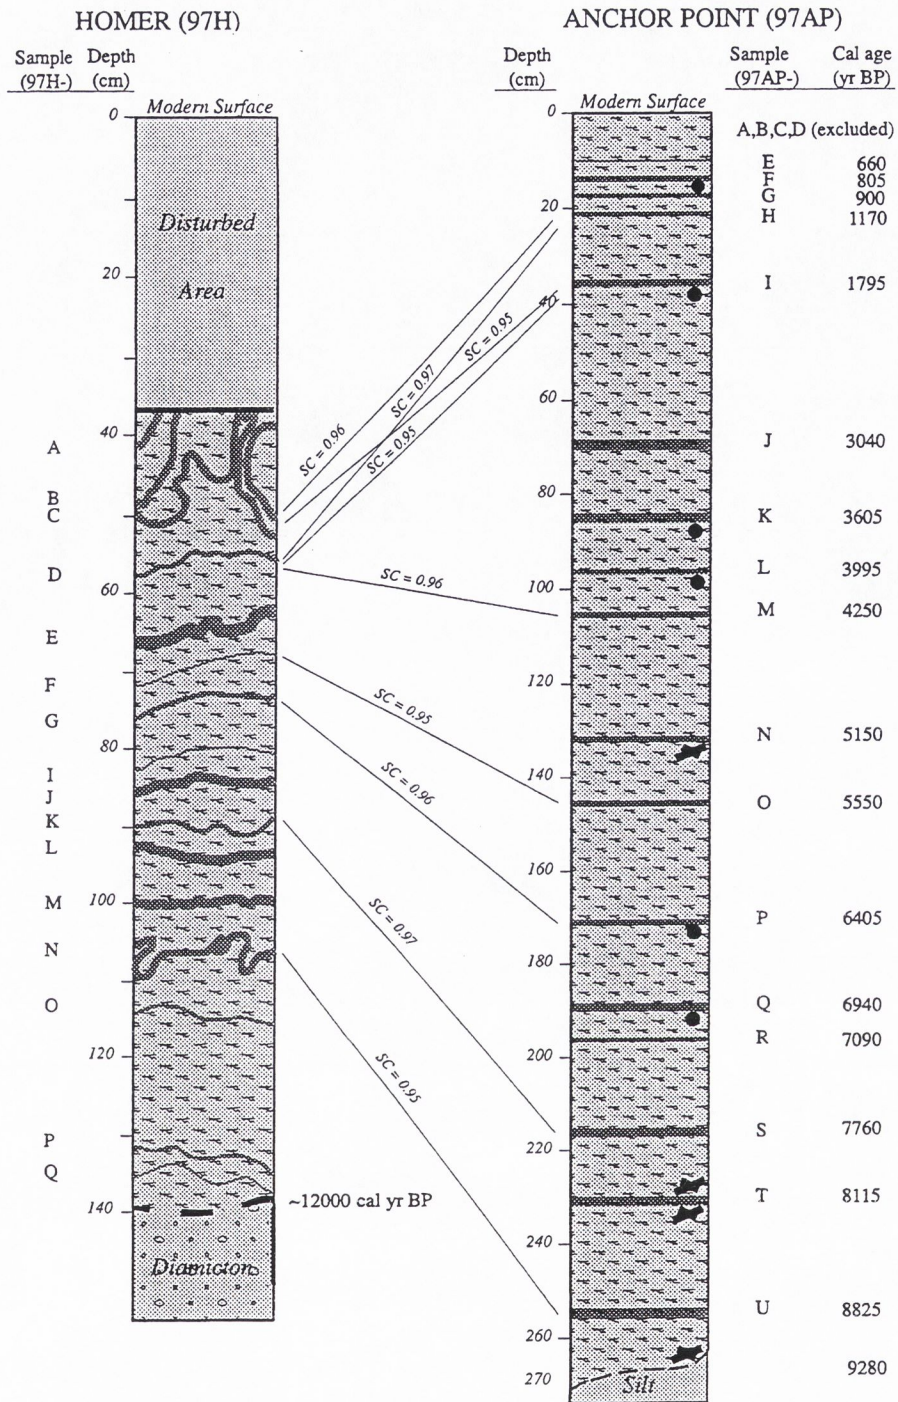 HOMER (97H)
Sample Depth
(97H-) (cm)
Modern Surface
0
20
40
60
80
100
120
140
Disturbed
Area
A
B
C
D
E
F
G
I
J
K
L
M
N
O
P
Q
~12000 cal yr BP
Diamicton
SC = 0.96
SC = 0.97
SC = 0.95
SC = 0.95
SC = 0.96
SC = 0.95
SC = 0.96
SC = 0.97
SC = 0.95
ANCHOR POINT (97AP)
Depth Sample Cal age
(cm) (97AP-) (yr BP)
Modern Surface
0
20
40
60
80
100
120
140
160
180
200
220
240
260
270
A,B,C,D (excluded)
E 660
F 805
G 900
H 1170
I 1795
J 3040
K 3605
L 3995
M 4250
N 5150
O 5550
P 6405
Q 6940
R 7090
S 7760
T 8115
U 8825
9280
Silt